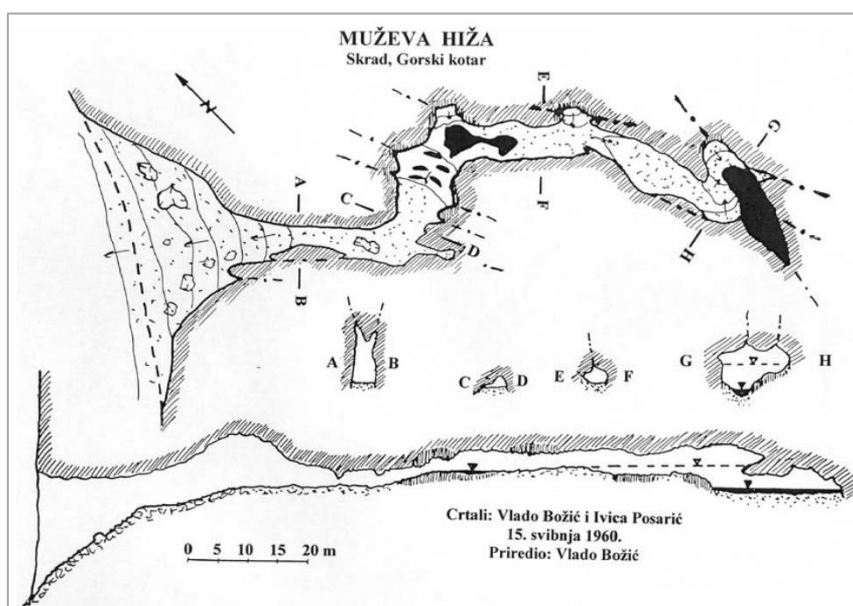 MUŽEVA HIŽA
Skrad, Gorski kotar
N
E
G
A
C
F
D
H
B
A B
C D
E F
G H
Crtali: Vlado Božić i Ivica Posarić
15. svibnja 1960.
Priredio: Vlado Božić
0 5 10 15 20 m